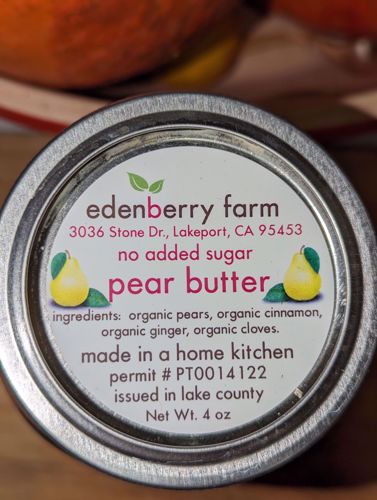 edenberry farm
3036 Stone Dr., Lakeport, CA 95453
no added sugar
pear butter
ingredients: organic pears, organic cinnamon,
organic ginger, organic cloves.
made in a home kitchen
permit # PT0014122
issued in lake county
Net Wt. 4 oz